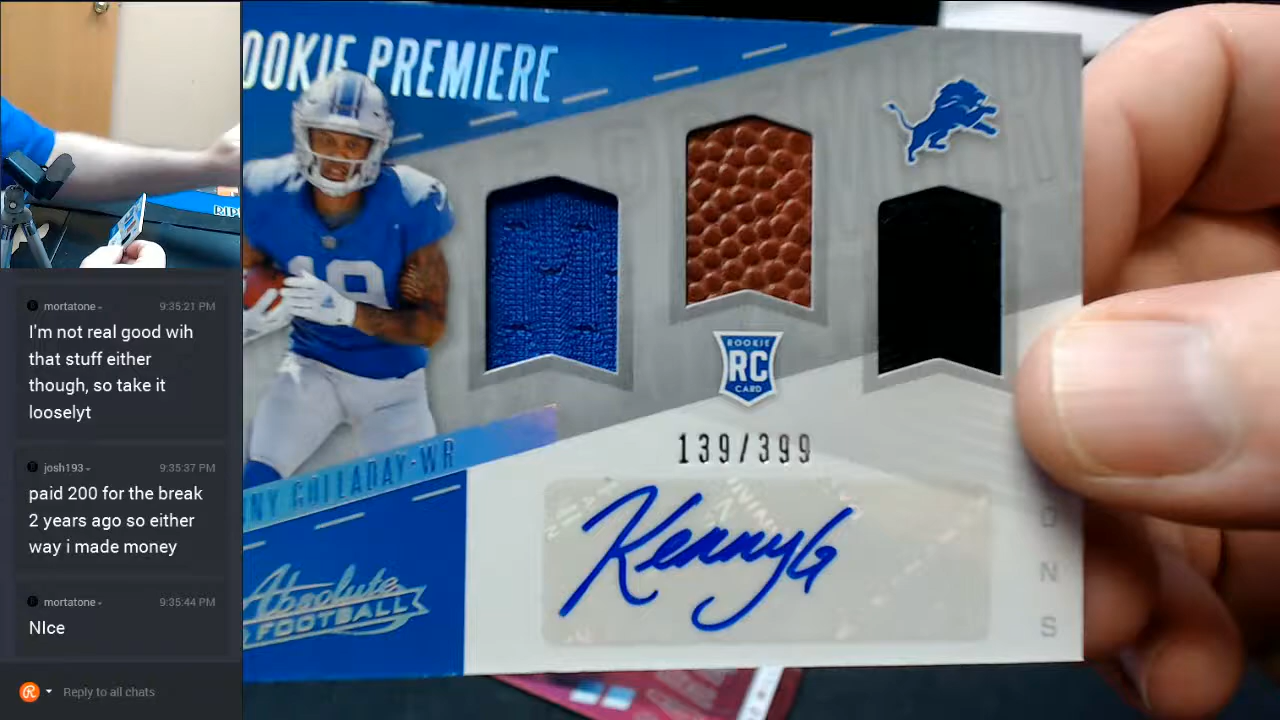 mortatone
9:35:21 PM
I'm not real good wih
that stuff either
though, so take it
looselyt
josh193
9:35:37 PM
paid 200 for the break
2 years ago so either
way i made money
mortatone
9:35:44 PM
NIce
Reply to all chats
OOKIE PREMIERE
19
ROOKIE
RC
CARD
139/399
NNY GOLLADAY-WR
Absolute
FOOTBALL
KennyG
O
N
S